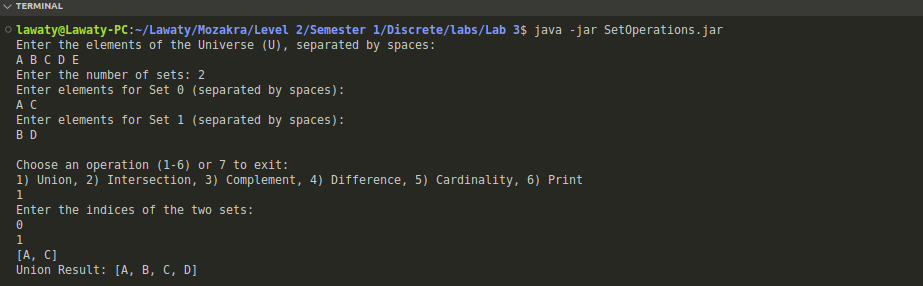 TERMINAL
lawaty@Lawaty-PC:~/Lawaty/Mozakra/Level 2/Semester 1/Discrete/labs/Lab 3$ java -jar SetOperations.jar
Enter the elements of the Universe (U), separated by spaces:
A B C D E
Enter the number of sets: 2
Enter elements for Set 0 (separated by spaces):
A C
Enter elements for Set 1 (separated by spaces):
B D
Choose an operation (1-6) or 7 to exit:
1) Union, 2) Intersection, 3) Complement, 4) Difference, 5) Cardinality, 6) Print
1
Enter the indices of the two sets:
0
1
[A, C]
Union Result: [A, B, C, D]